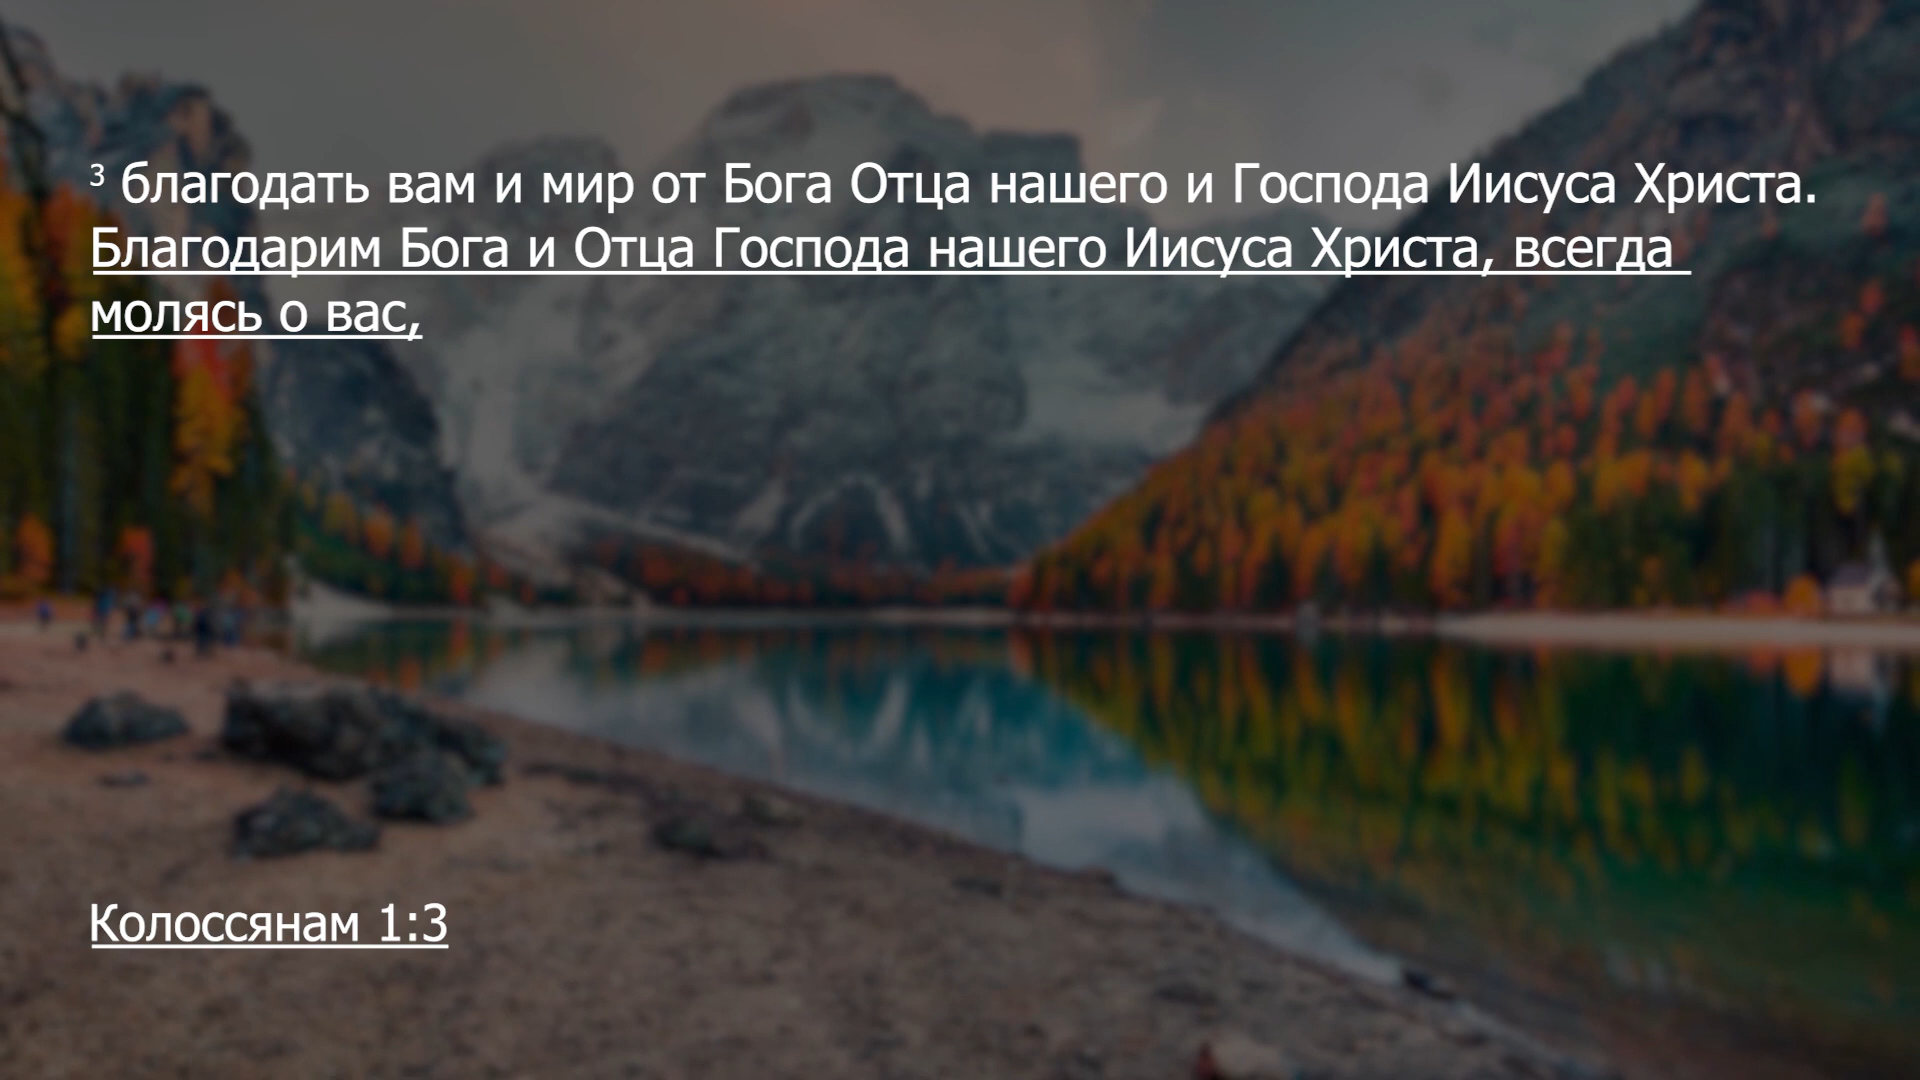 3 благодать вам и мир от Бога Отца нашего и Господа Иисуса Христа.
Благодарим Бога и Отца Господа нашего Иисуса Христа, всегда
молясь о вас,
Колоссянам 1:3